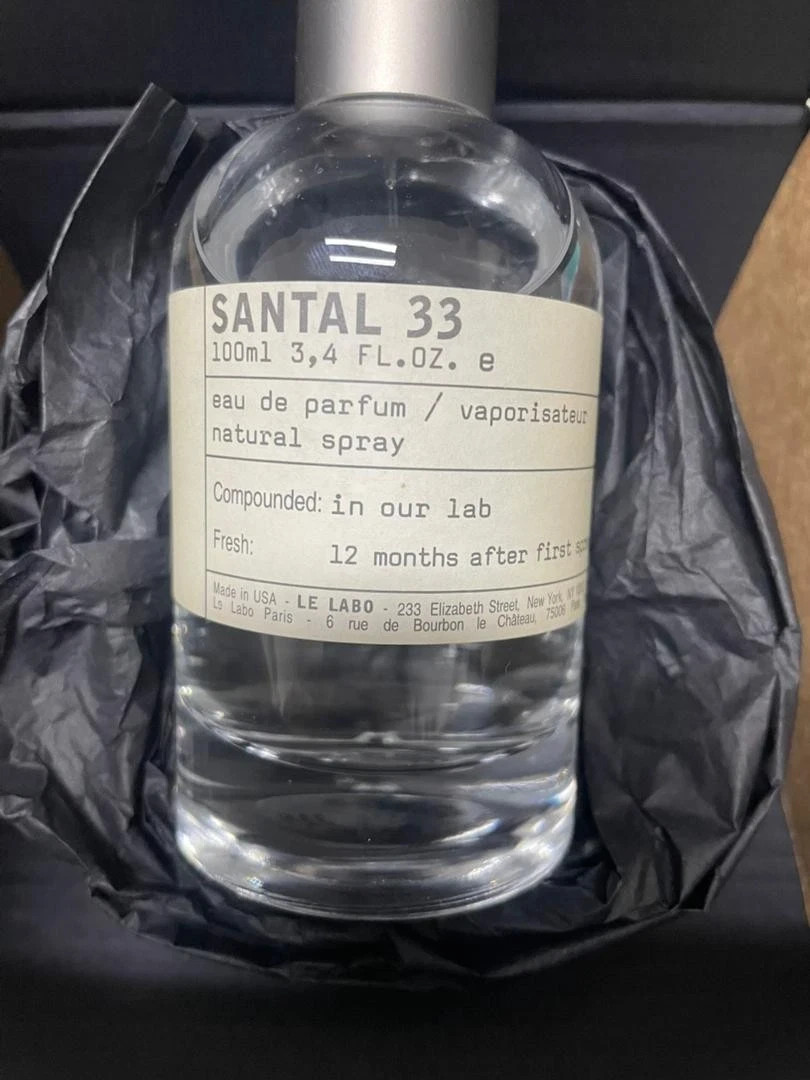 SANTAL 33
100ml 3,4 FL.OZ. e
eau de parfum / vaporisateur
natural spray
Compounded: in our lab
Fresh: 12 months after first
Made in USA - LE LABO - 233 Elizabeth Street, New York, NY
Ls Labo Paris - 6 rue de Bourbon le Château, 75006